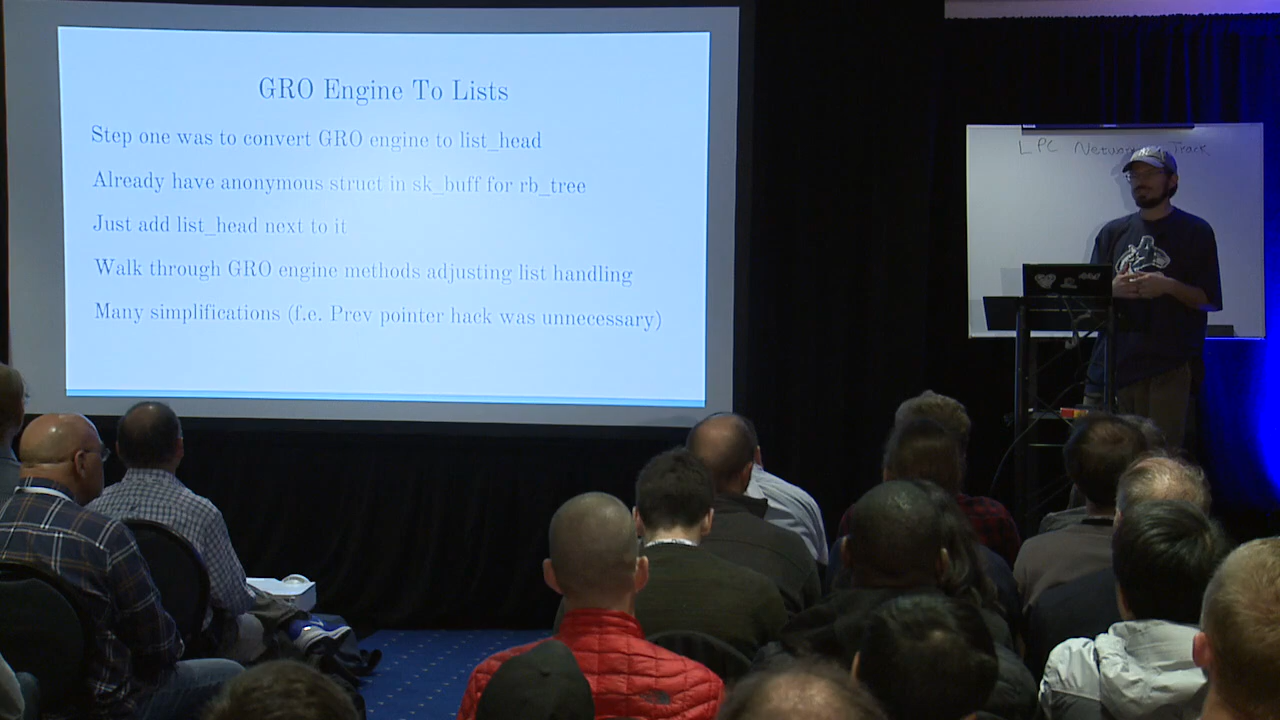 GRO Engine To Lists
Step one was to convert GRO engine to list_head
Already have anonymous struct in sk_buff for rb_tree
Just add list_head next to it
Walk through GRO engine methods adjusting list handling
Many simplifications (f.e. Prev pointer hack was unnecessary)
LPC Track